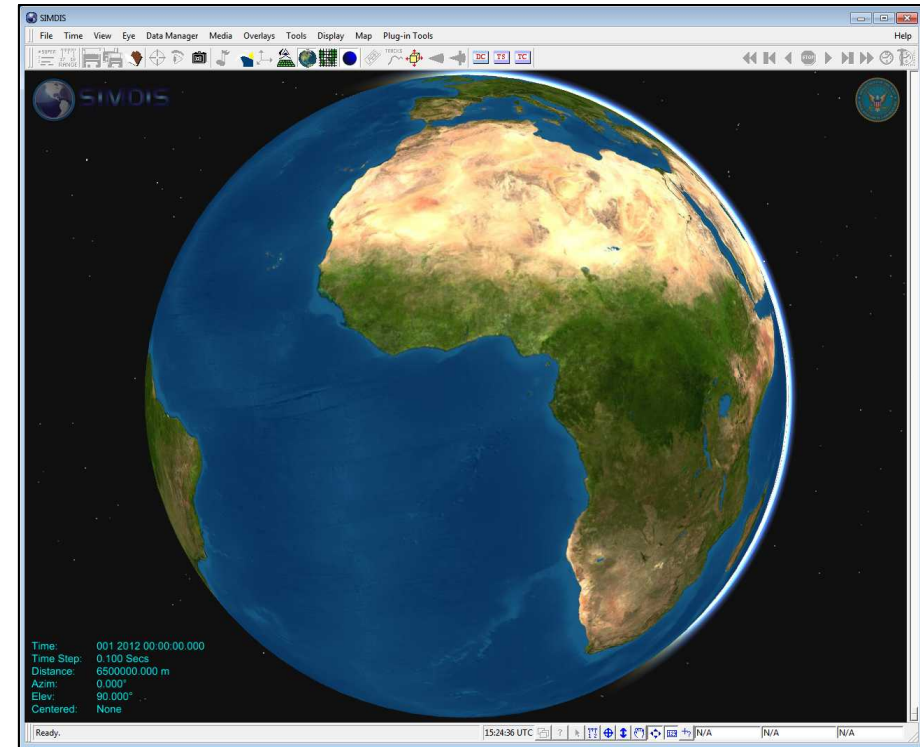 SIMDIS
File Time View Eye Data Manager Media Overlays Tools Display Map Plug-in Tools Help
DC TS TC STOP
SIMDIS
Time: 001 2012 00:00:00.000
Time Step: 0.100 Secs
Distance: 6500000.000 m
Azim: 0.000°
Elev: 90.000°
Centered: None
Ready. 15:24:36 UTC N/A N/A N/A